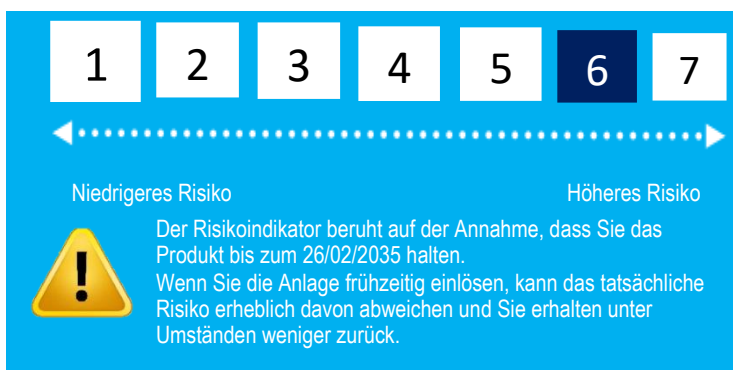 1 2 3 4 5 6 7
Niedrigeres Risiko Höheres Risiko
Der Risikoindikator beruht auf der Annahme, dass Sie das
Produkt bis zum 26/02/2035 halten.
Wenn Sie die Anlage frühzeitig einlösen, kann das tatsächliche
Risiko erheblich davon abweichen und Sie erhalten unter
Umständen weniger zurück.